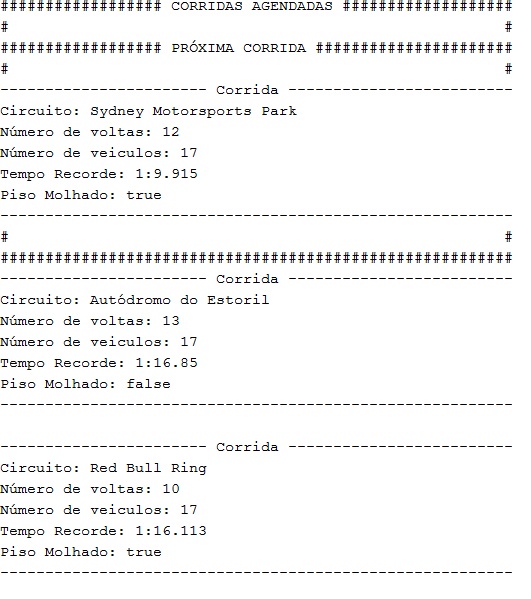 ################## CORRIDAS AGENDADAS ###################
#                                                       #
################## PRÓXIMA CORRIDA ######################
#                                                       #
----------------------- Corrida -------------------------
Circuito: Sydney Motorsports Park
Número de voltas: 12
Número de veiculos: 17
Tempo Recorde: 1:9.915
Piso Molhado: true
---------------------------------------------------------
#                                                       #
#########################################################
----------------------- Corrida -------------------------
Circuito: Autódromo do Estoril
Número de voltas: 13
Número de veiculos: 17
Tempo Recorde: 1:16.85
Piso Molhado: false
---------------------------------------------------------
----------------------- Corrida -------------------------
Circuito: Red Bull Ring
Número de voltas: 10
Número de veiculos: 17
Tempo Recorde: 1:16.113
Piso Molhado: true
---------------------------------------------------------